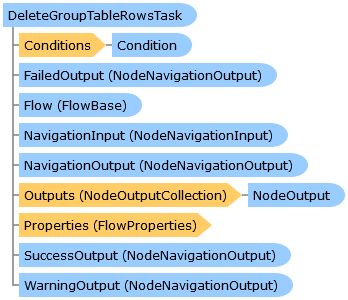 DeleteGroupTableRowsTask
Conditions Condition
FailedOutput (NodeNavigationOutput)
Flow (FlowBase)
NavigationInput (NodeNavigationInput)
NavigationOutput (NodeNavigationOutput)
Outputs (NodeOutputCollection) NodeOutput
Properties (FlowProperties)
SuccessOutput (NodeNavigationOutput)
WarningOutput (NodeNavigationOutput)